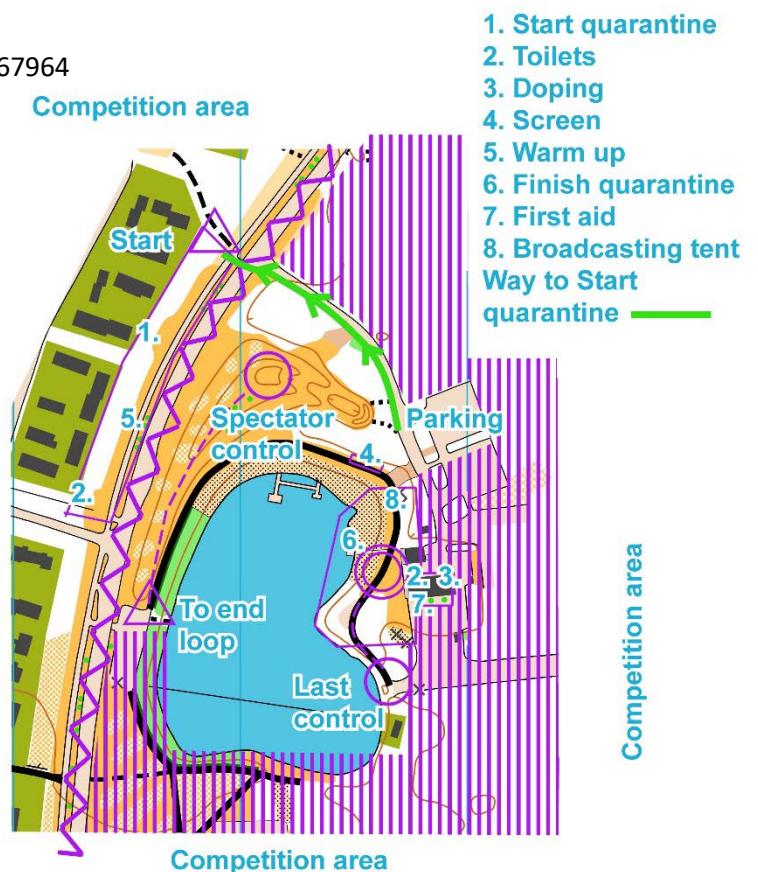 67964
1. Start quarantine
2. Toilets
3. Doping
4. Screen
5. Warm up
6. Finish quarantine
7. First aid
8. Broadcasting tent
Way to Start
quarantine
Competition area
Start
1.
5.
Spectator
control
Parking
4.
2.
8.
6.
2. 3.
7.
To end
loop
Last
control
Competition area
Competition area